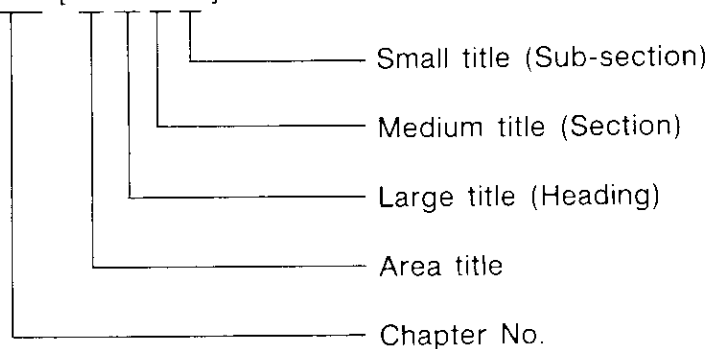 Small title (Sub-section)
Medium title (Section)
Large title (Heading)
Area title
Chapter No.